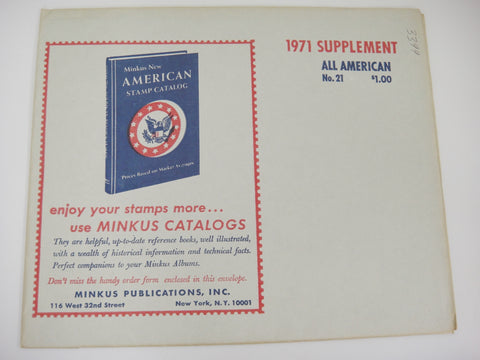 1971 SUPPLEMENT
ALL AMERICAN
No. 21 $1.00
Minkus New
AMERICAN
STAMP CATALOG
Prices Based on Market Averages
enjoy your stamps more...
use MINKUS CATALOGS
They are helpful, up-to-date reference books, well illustrated,
with a wealth of historical information and technical facts.
Perfect companions to your Minkus Albums.
Don't miss the handy order form enclosed in this envelope.
MINKUS PUBLICATIONS, INC.
116 West 32nd Street New York, N.Y. 10001